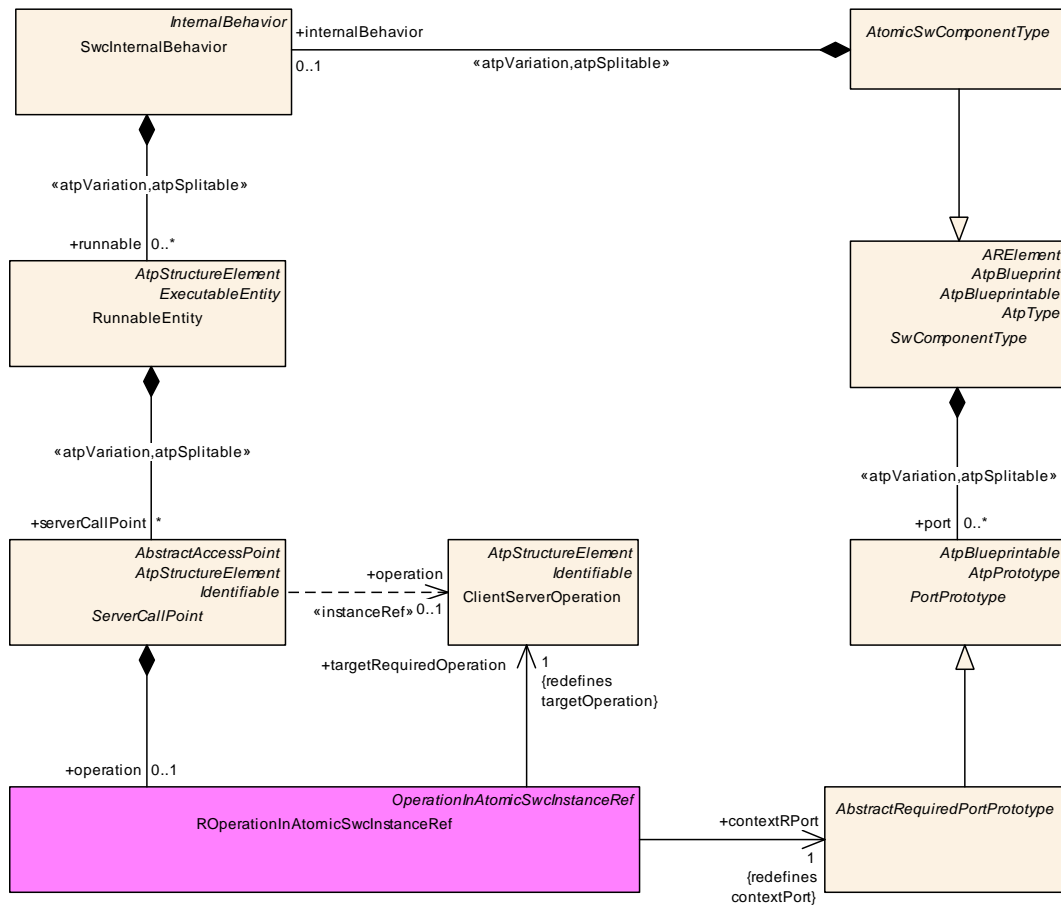 InternalBehavior
SwcInternalBehavior
+internalBehavior
0..1
«atpVariation,atpSplitable»
AtomicSwComponentType
«atpVariation,atpSplitable»
+runnable 0..*
AtpStructureElement
ExecutableEntity
RunnableEntity
ARElement
AtpBlueprint
AtpBlueprintable
AtpType
SwComponentType
«atpVariation,atpSplitable»
+serverCallPoint *
«atpVariation,atpSplitable»
+port 0..*
AbstractAccessPoint
AtpStructureElement
Identifiable
ServerCallPoint
+operation
«instanceRef» 0..1
AtpStructureElement
Identifiable
ClientServerOperation
AtpBlueprintable
AtpPrototype
PortPrototype
+targetRequiredOperation 1
{redefines
targetOperation}
+operation 0..1
OperationInAtomicSwcInstanceRef
ROperationInAtomicSwcInstanceRef
+contextRPort
1
{redefines
contextPort}
AbstractRequiredPortPrototype